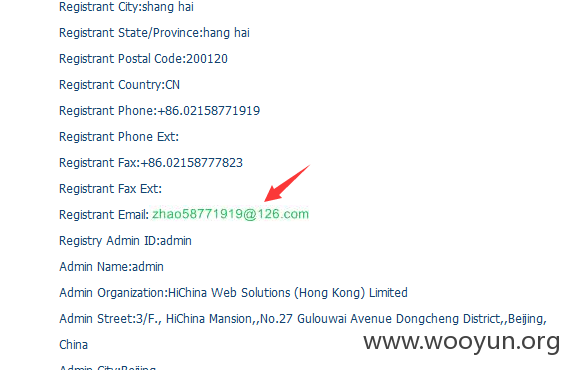 Registrant City:shang hai
Registrant State/Province:hang hai
Registrant Postal Code:200120
Registrant Country:CN
Registrant Phone:+86.02158771919
Registrant Phone Ext:
Registrant Fax:+86.02158777823
Registrant Fax Ext:
Registrant Email: zhao58771919@126.com
Registry Admin ID:admin
Admin Name:admin
Admin Organization:HiChina Web Solutions (Hong Kong) Limited
Admin Street:3/F., HiChina Mansion,,No.27 Gulouwai Avenue Dongcheng District,,Beijing,
China
www.wooyun.org
Admin City:Beijing